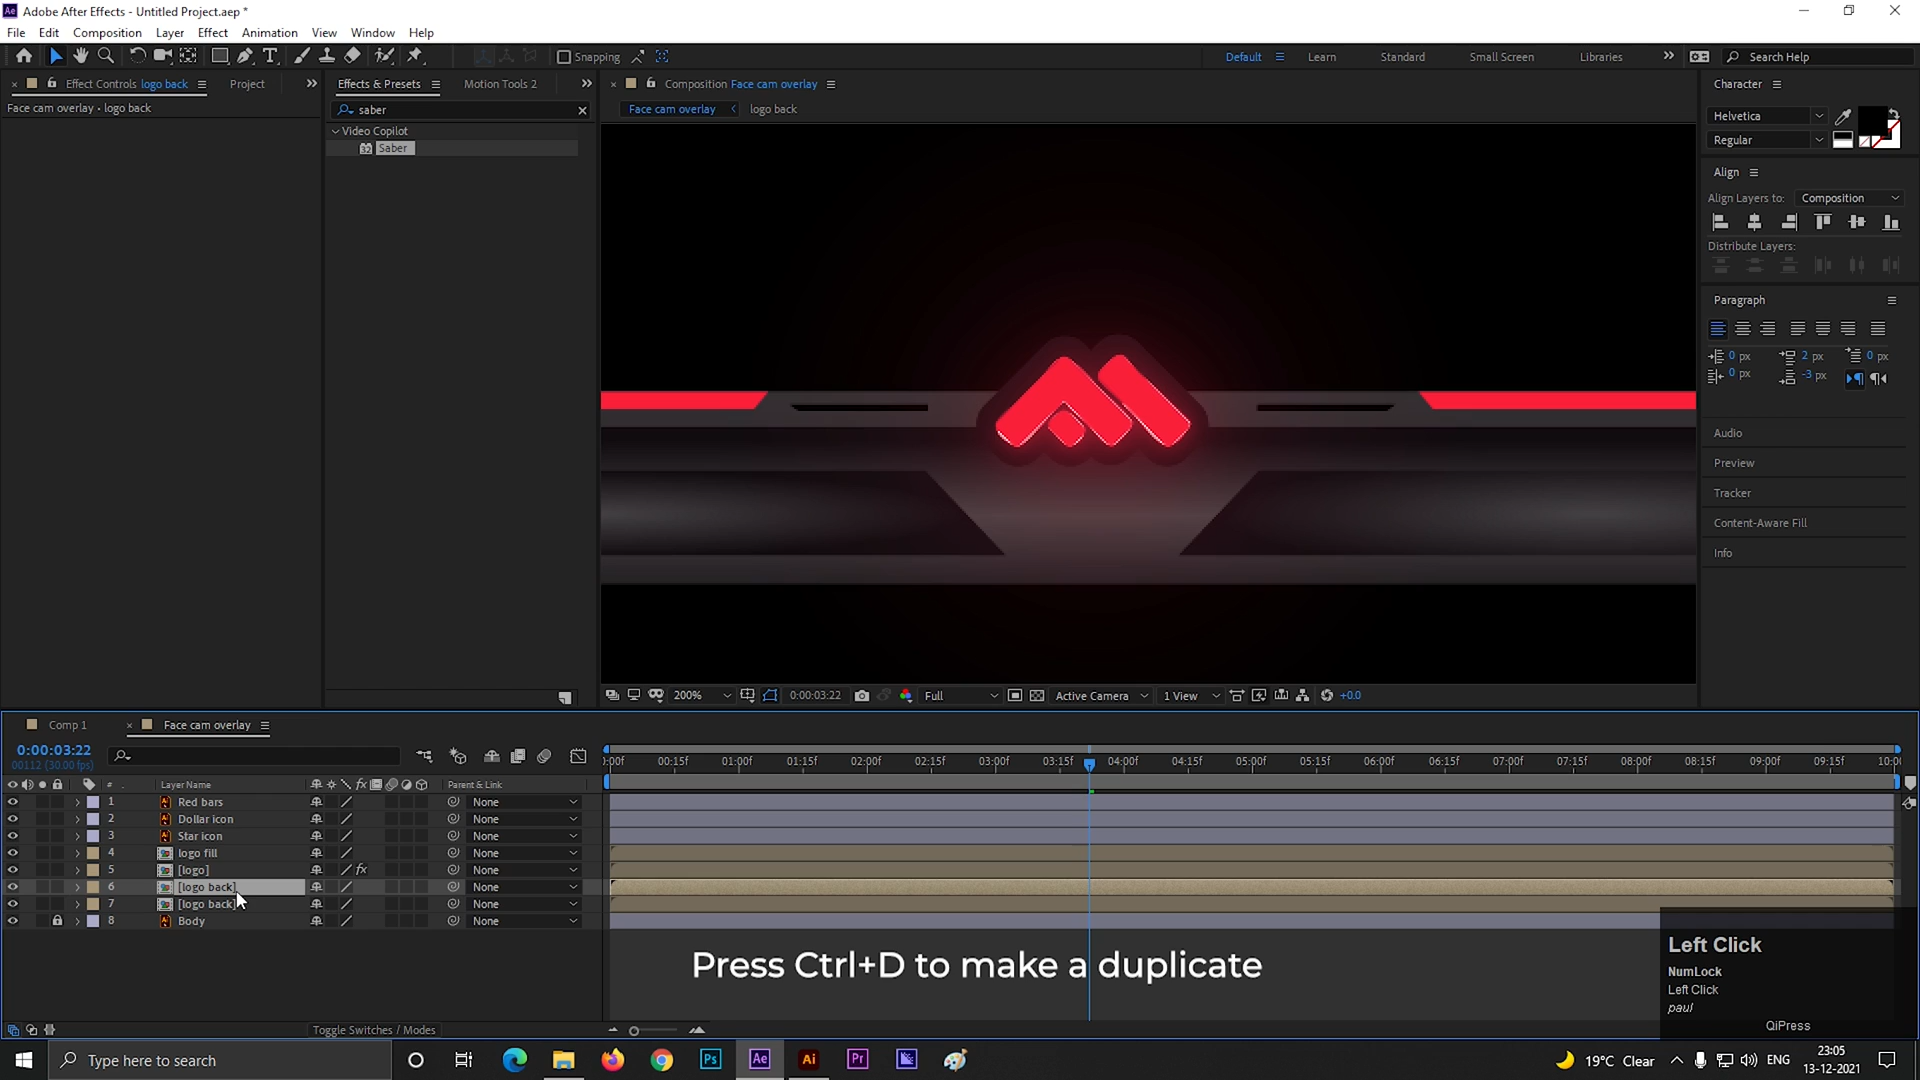 Adobe After Effects - Untitled Project.aep *
File Edit Composition Layer Effect Animation View Window Help
Snapping Default Learn Standard Small Screen Libraries Search Help
Effect Controls logo back Project Effects & Presets Motion Tools 2 Composition Face cam overlay Character
Face cam overlay • logo back saber Face cam overlay logo back Helvetica
Video Copilot
Saber
Regular
Align
Align Layers to: Composition
Distribute Layers:
Paragraph
0 px 2 px 0 px
0 px -3 px
Audio
Preview
Tracker
Content-Aware Fill
Info
200% 0:00:03:22 Full Active Camera 1 View +0.0
Comp 1 Face cam overlay
0:00:03:22
00112 (30.00 fps)
:00f 00:15f 01:00f 01:15f 02:00f 02:15f 03:00f 03:15f 04:00f 04:15f 05:00f 05:15f 06:00f 06:15f 07:00f 07:15f 08:00f 08:15f 09:00f 09:15f 10:00
# Layer Name Parent & Link
1 Red bars None
2 Dollar icon None
3 Star icon None
4 logo fill None
5 [logo] fx None
6 [logo back] None
7 [logo back] None
8 Body None
Press Ctrl+D to make a duplicate
Left Click
NumLock
Left Click
paul
QiPress
Toggle Switches / Modes
Type here to search
Ps Ae Ai Pr
19°C Clear ENG 23:05
13-12-2021